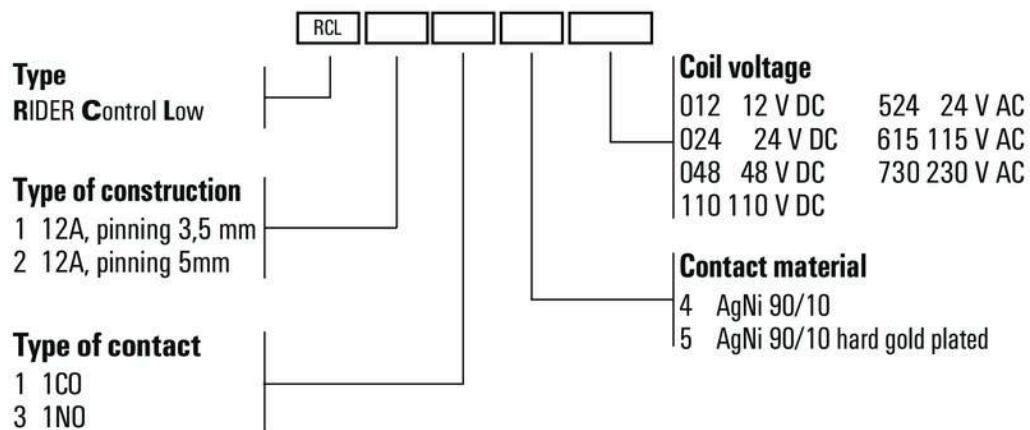 RCL
Type
RIDER Control Low
Type of construction
1 12A, pinning 3,5 mm
2 12A, pinning 5mm
Type of contact
1 1CO
3 1NO
Coil voltage
012 12 V DC 524 24 V AC
024 24 V DC 615 115 V AC
048 48 V DC 730 230 V AC
110 110 V DC
Contact material
4 AgNi 90/10
5 AgNi 90/10 hard gold plated